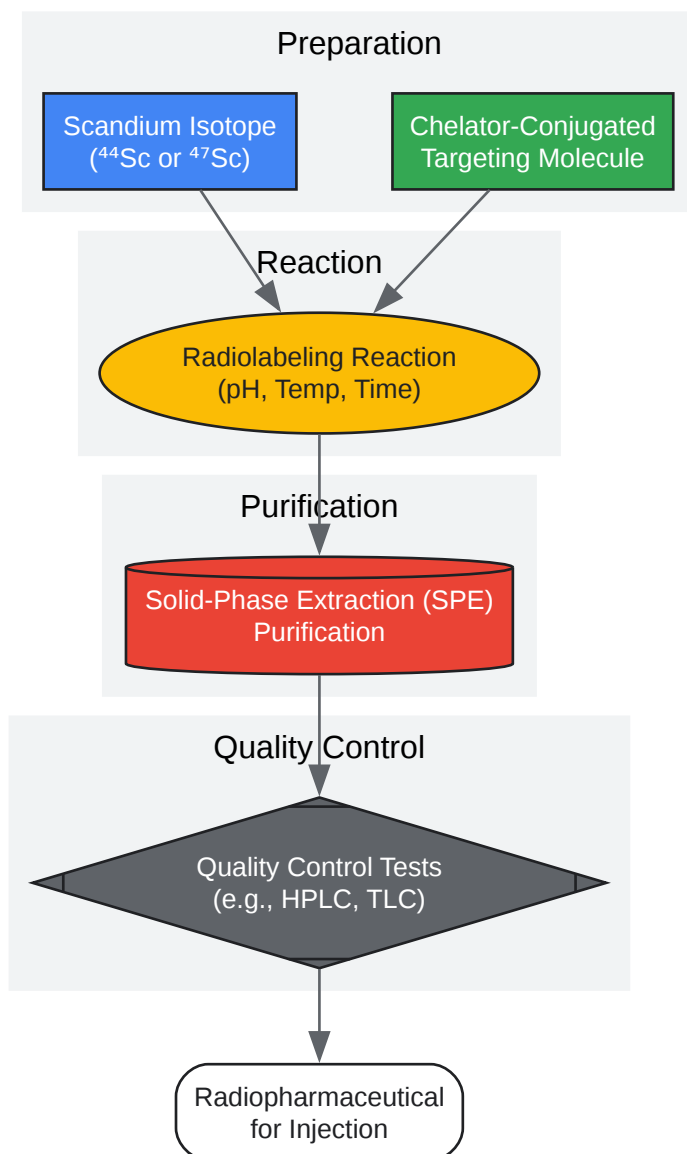 Preparation
Scandium Isotope
(⁴⁴Sc or ⁴⁷Sc)
Chelator-Conjugated
Targeting Molecule
Reaction
Radiolabeling Reaction
(pH, Temp, Time)
Purification
Solid-Phase Extraction (SPE)
Purification
Quality Control
Quality Control Tests
(e.g., HPLC, TLC)
Radiopharmaceutical
for Injection